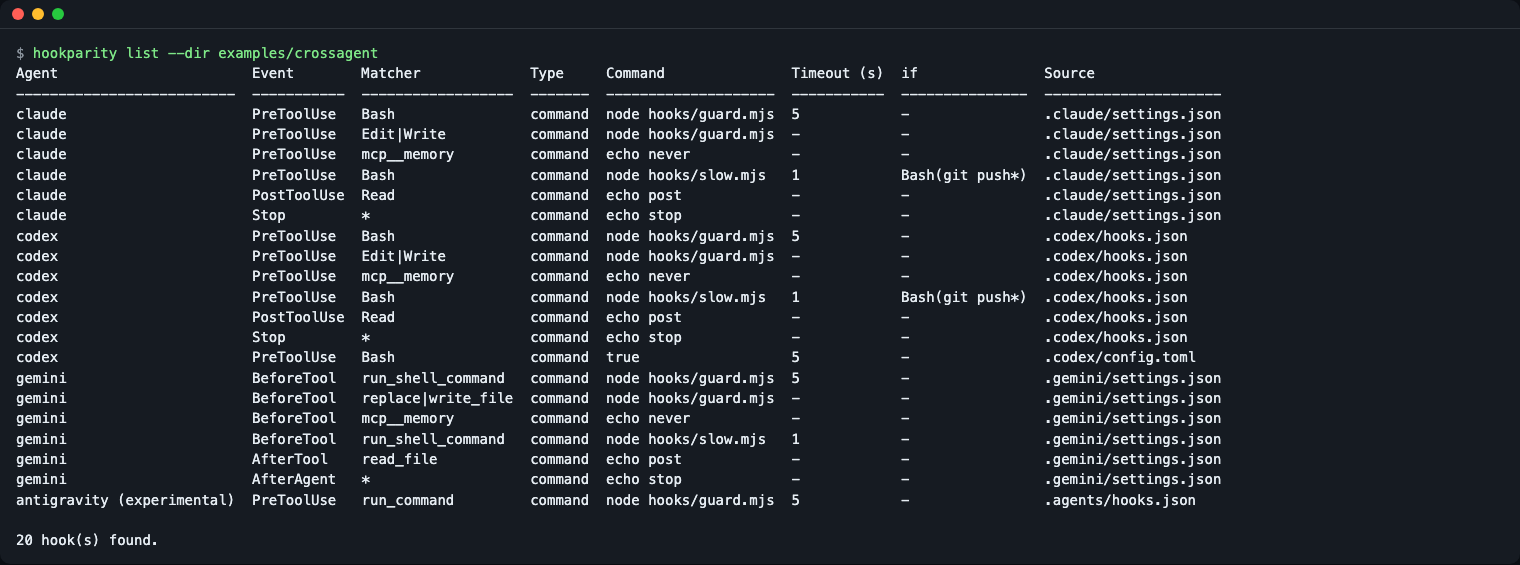 $ hookparity list --dir examples/crossagent
Agent                       Event        Matcher             Type     Command               Timeout (s)  if               Source
--------------------------  -----------  ------------------  -------  --------------------  -----------  ---------------  ---------------------
claude                      PreToolUse   Bash                command  node hooks/guard.mjs  5            -                .claude/settings.json
claude                      PreToolUse   Edit|Write          command  node hooks/guard.mjs  -            -                .claude/settings.json
claude                      PreToolUse   mcp__memory         command  echo never            -            -                .claude/settings.json
claude                      PreToolUse   Bash                command  node hooks/slow.mjs   1            Bash(git push*)  .claude/settings.json
claude                      PostToolUse  Read                command  echo post             -            -                .claude/settings.json
claude                      Stop         *                   command  echo stop             -            -                .claude/settings.json
codex                       PreToolUse   Bash                command  node hooks/guard.mjs  5            -                .codex/hooks.json
codex                       PreToolUse   Edit|Write          command  node hooks/guard.mjs  -            -                .codex/hooks.json
codex                       PreToolUse   mcp__memory         command  echo never            -            -                .codex/hooks.json
codex                       PreToolUse   Bash                command  node hooks/slow.mjs   1            Bash(git push*)  .codex/hooks.json
codex                       PostToolUse  Read                command  echo post             -            -                .codex/hooks.json
codex                       Stop         *                   command  echo stop             -            -                .codex/hooks.json
codex                       PreToolUse   Bash                command  true                  5            -                .codex/config.toml
gemini                      BeforeTool   run_shell_command   command  node hooks/guard.mjs  5            -                .gemini/settings.json
gemini                      BeforeTool   replace|write_file  command  node hooks/guard.mjs  -            -                .gemini/settings.json
gemini                      BeforeTool   mcp__memory         command  echo never            -            -                .gemini/settings.json
gemini                      BeforeTool   run_shell_command   command  node hooks/slow.mjs   1            -                .gemini/settings.json
gemini                      AfterTool    read_file           command  echo post             -            -                .gemini/settings.json
gemini                      AfterAgent   *                   command  echo stop             -            -                .gemini/settings.json
antigravity (experimental)  PreToolUse   run_command         command  node hooks/guard.mjs  5            -                .agents/hooks.json
20 hook(s) found.